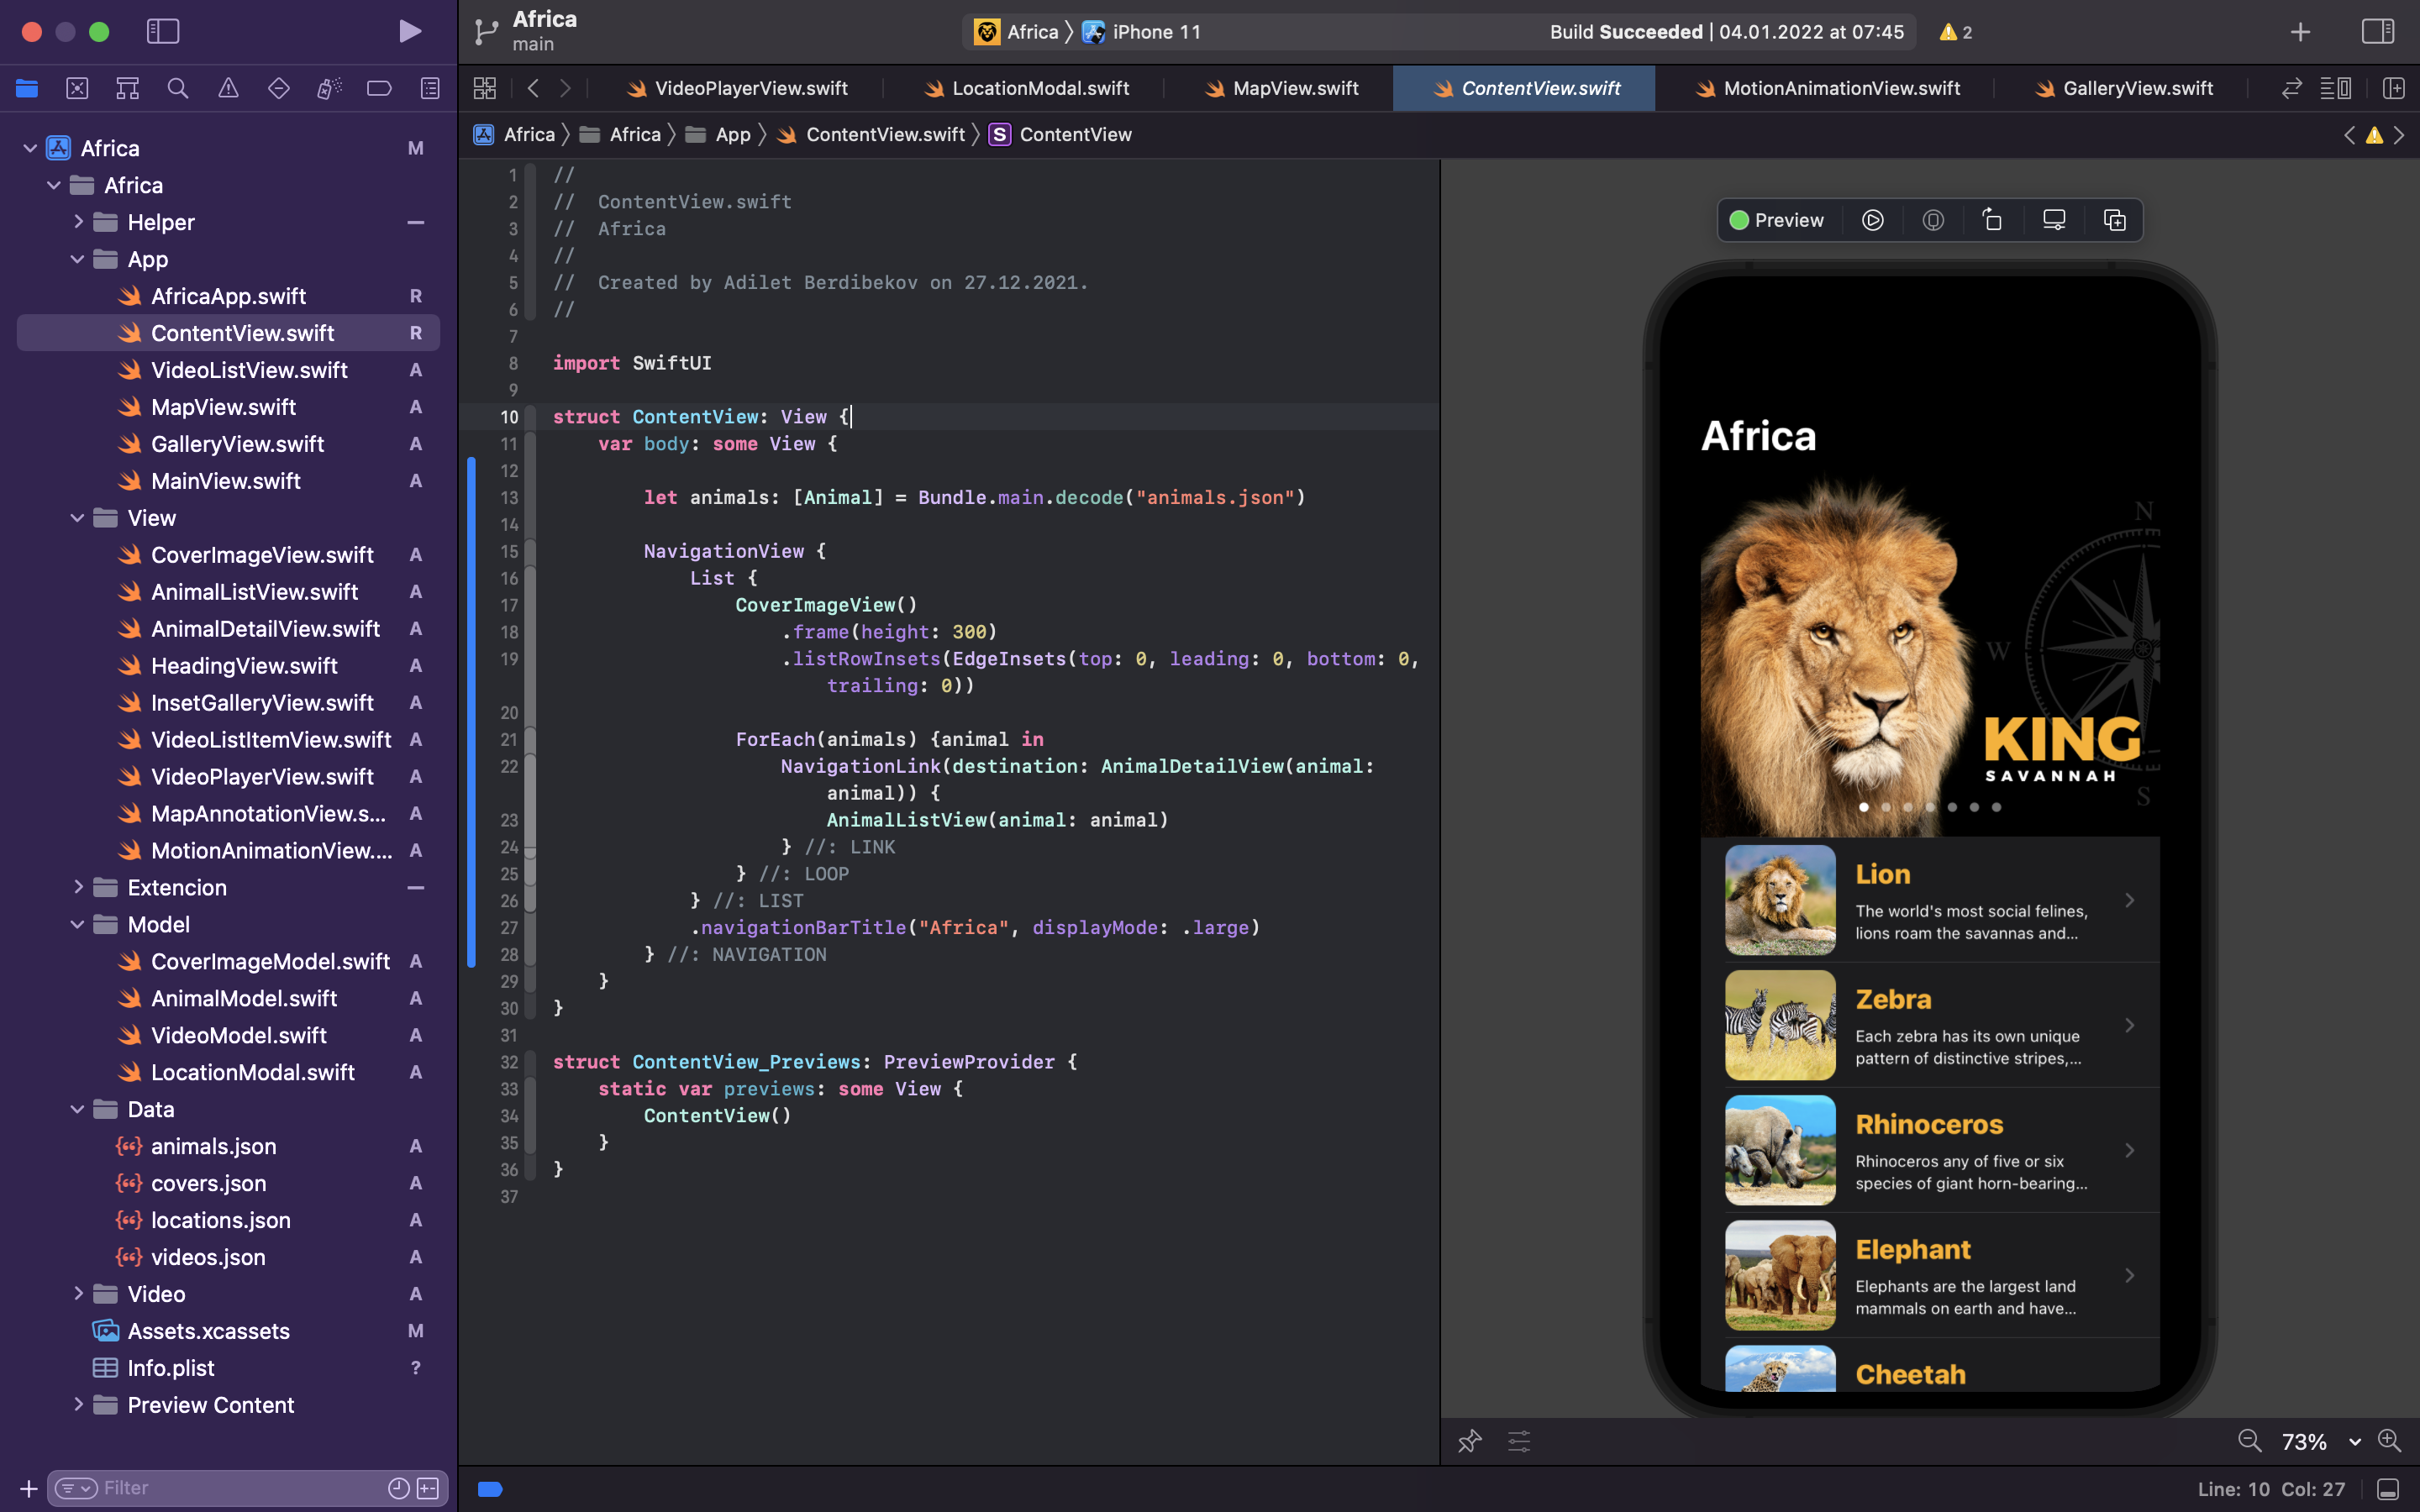 Africa
main
Africa 〉 iPhone 11
Build Succeeded | 04.01.2022 at 07:45
2
VideoPlayerView.swift
LocationModal.swift
MapView.swift
ContentView.swift
MotionAnimationView.swift
GalleryView.swift
Africa 〉 Africa 〉 App 〉 ContentView.swift 〉 S ContentView
Africa M
Africa
Helper
App
AfricaApp.swift R
ContentView.swift R
VideoListView.swift A
MapView.swift A
GalleryView.swift A
MainView.swift A
View
CoverImageView.swift A
AnimalListView.swift A
AnimalDetailView.swift A
HeadingView.swift A
InsetGalleryView.swift A
VideoListItemView.swift A
VideoPlayerView.swift A
MapAnnotationView.s... A
MotionAnimationView.... A
Extencion
Model
CoverImageModel.swift A
AnimalModel.swift A
VideoModel.swift A
LocationModal.swift A
Data
animals.json A
covers.json A
locations.json A
videos.json A
Video A
Assets.xcassets M
Info.plist ?
Preview Content
Filter
1 //
2 //  ContentView.swift
3 //  Africa
4 //
5 //  Created by Adilet Berdibekov on 27.12.2021.
6 //
7
8 import SwiftUI
9
10 struct ContentView: View {
11     var body: some View {
12
13         let animals: [Animal] = Bundle.main.decode("animals.json")
14
15         NavigationView {
16             List {
17                 CoverImageView()
18                     .frame(height: 300)
19                     .listRowInsets(EdgeInsets(top: 0, leading: 0, bottom: 0,
trailing: 0))
20
21                 ForEach(animals) {animal in
22                     NavigationLink(destination: AnimalDetailView(animal:
animal)) {
23                         AnimalListView(animal: animal)
24                     } //: LINK
25                 } //: LOOP
26             } //: LIST
27             .navigationBarTitle("Africa", displayMode: .large)
28         } //: NAVIGATION
29     }
30 }
31
32 struct ContentView_Previews: PreviewProvider {
33     static var previews: some View {
34         ContentView()
35     }
36 }
37
Preview
Africa
N
W
KING
SAVANNAH
S
Lion
The world's most social felines,
lions roam the savannas and...
Zebra
Each zebra has its own unique
pattern of distinctive stripes,...
Rhinoceros
Rhinoceros any of five or six
species of giant horn-bearing...
Elephant
Elephants are the largest land
mammals on earth and have...
Cheetah
73%
Line: 10 Col: 27